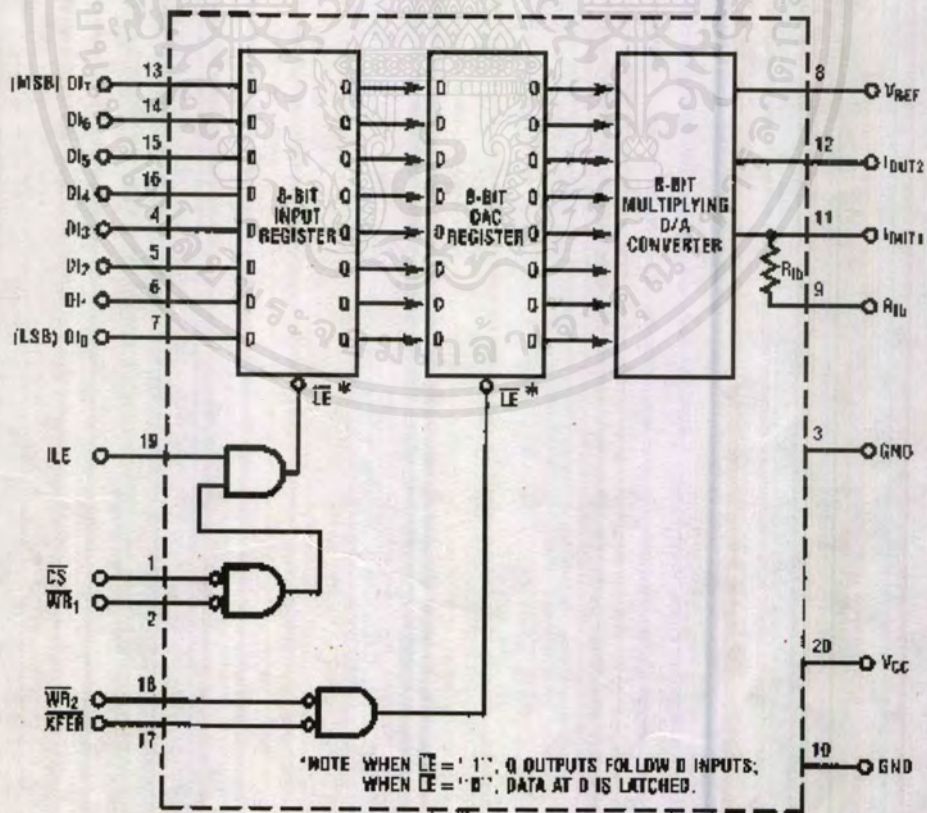 (MSB) DI7 13
DI6 14
DI5 15
DI4 16
DI3 4
DI2 5
DI1 6
(LSB) DI0 7
D Q
D Q
D Q
D Q
D Q
D Q
D Q
D Q
8-BIT
INPUT
REGISTER
D Q
D Q
D Q
D Q
D Q
D Q
D Q
D Q
8-BIT
DAC
REGISTER
8-BIT
MULTIPLYING
D/A
CONVERTER
8 VREF
12 IOUT2
11 IOUT1
Rfb
9 Rfb
LE *
LE *
ILE 19
3 GND
CS 1
WR1 2
20 VCC
WR2 18
XFER 17
10 GND
*NOTE WHEN LE = "1", Q OUTPUTS FOLLOW D INPUTS;
WHEN LE = "0", DATA AT D IS LATCHED.